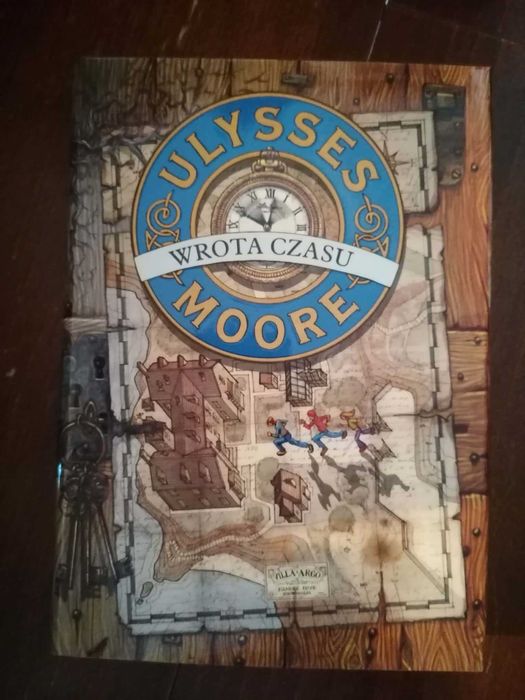 ULYSSES
WROTA CZASU
MOORE
VILLA ARGO